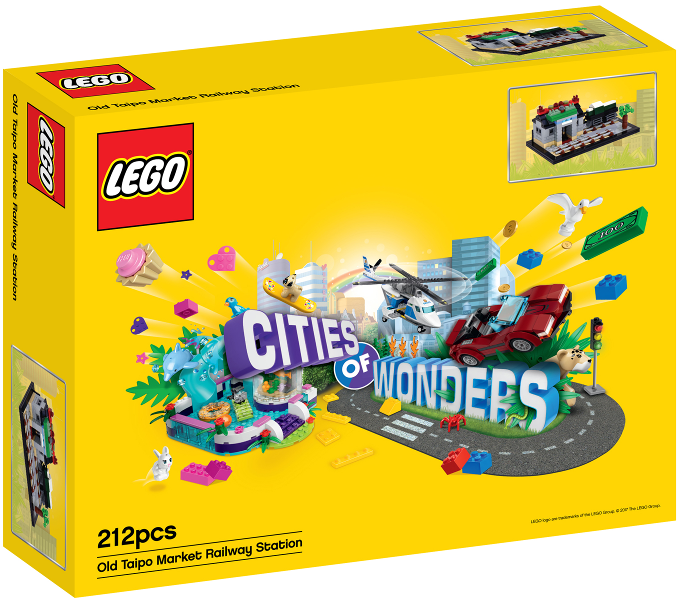 LEGO
Old Taipo Market Railway Station
LEGO
Old Taipo Market Railway Station
LEGO
100
CITIES
OF
WONDERS
212pcs
Old Taipo Market Railway Station
LEGO logo are trademarks of the LEGO Group. © 2017 The LEGO Group.